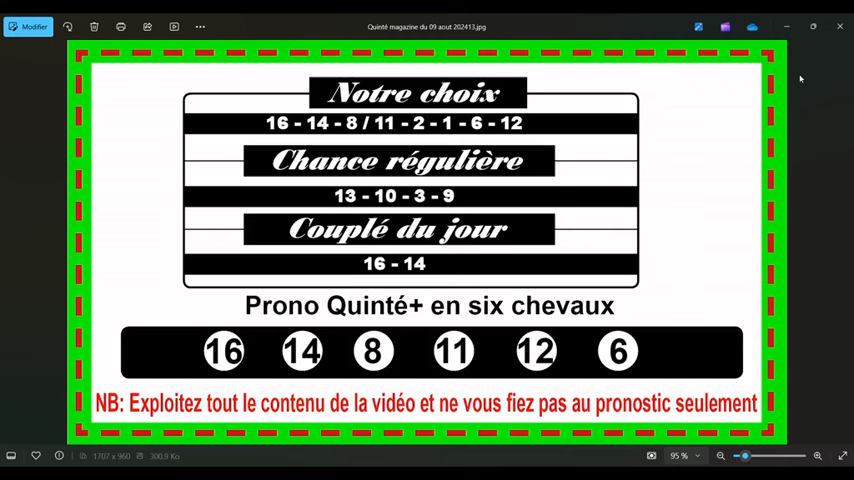 Modifier
Quinté magazine du 09 aout 202413.jpg
Notre choix
16 - 14 - 8 / 11 - 2 - 1 - 6 - 12
Chance régulière
13 - 10 - 3 - 9
Couplé du jour
16 - 14
Prono Quinté+ en six chevaux
16 14 8 11 12 6
NB: Exploitez tout le contenu de la vidéo et ne vous fiez pas au pronostic seulement
1707 x 960 300,9 Ko 95 %